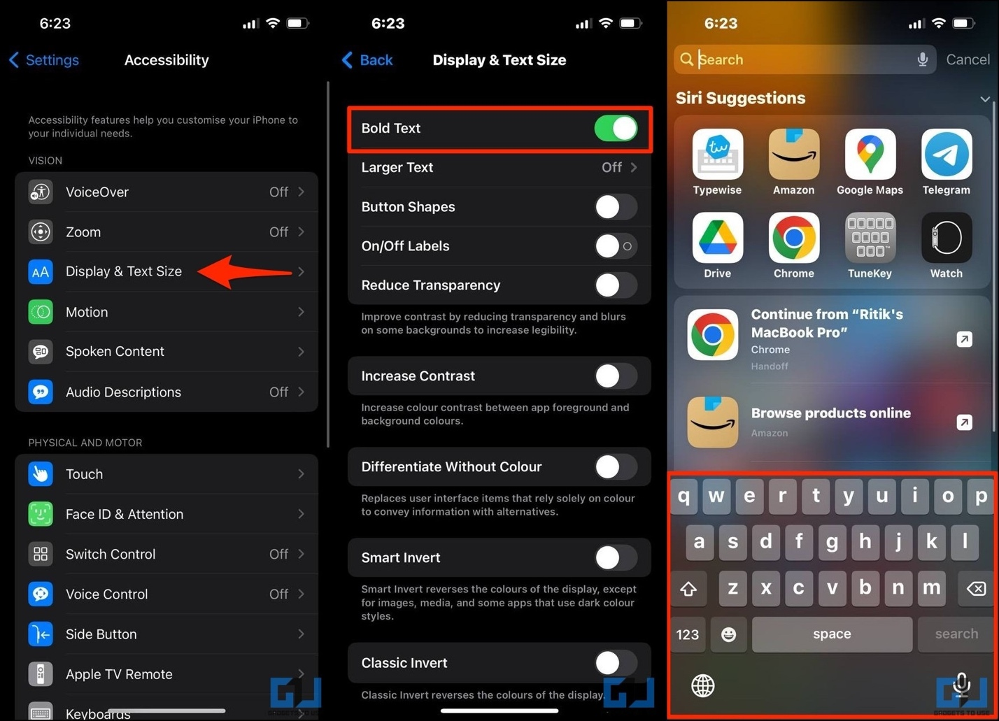 6:23
Settings
Accessibility
Accessibility features help you customise your iPhone to
your individual needs.
VISION
VoiceOver
Off
Zoom
Off
AA
Display & Text Size
Motion
Spoken Content
Audio Descriptions
Off
PHYSICAL AND MOTOR
Touch
Face ID & Attention
Switch Control
Off
Voice Control
Off
Side Button
Apple TV Remote
Keyboards
GADGETS TO USE
6:23
Back
Display & Text Size
Bold Text
Larger Text
Off
Button Shapes
On/Off Labels
Reduce Transparency
Improve contrast by reducing transparency and blurs
on some backgrounds to increase legibility.
Increase Contrast
Increase colour contrast between app foreground and
background colours.
Differentiate Without Colour
Replaces user interface items that rely solely on colour
to convey information with alternatives.
Smart Invert
Smart Invert reverses the colours of the display, except
for images, media, and some apps that use dark colour
styles.
Classic Invert
Classic Invert reverses the colours of the display.
6:23
Search
Cancel
Siri Suggestions
tw
Typewise
Amazon
Google Maps
Telegram
Drive
Chrome
TuneKey
Watch
Continue from “Ritik's
MacBook Pro”
Chrome
Handoff
Browse products online
Amazon
q w e r t y u i o p
a s d f g h j k l
z x c v b n m
123
space
search
GADGETS TO USE